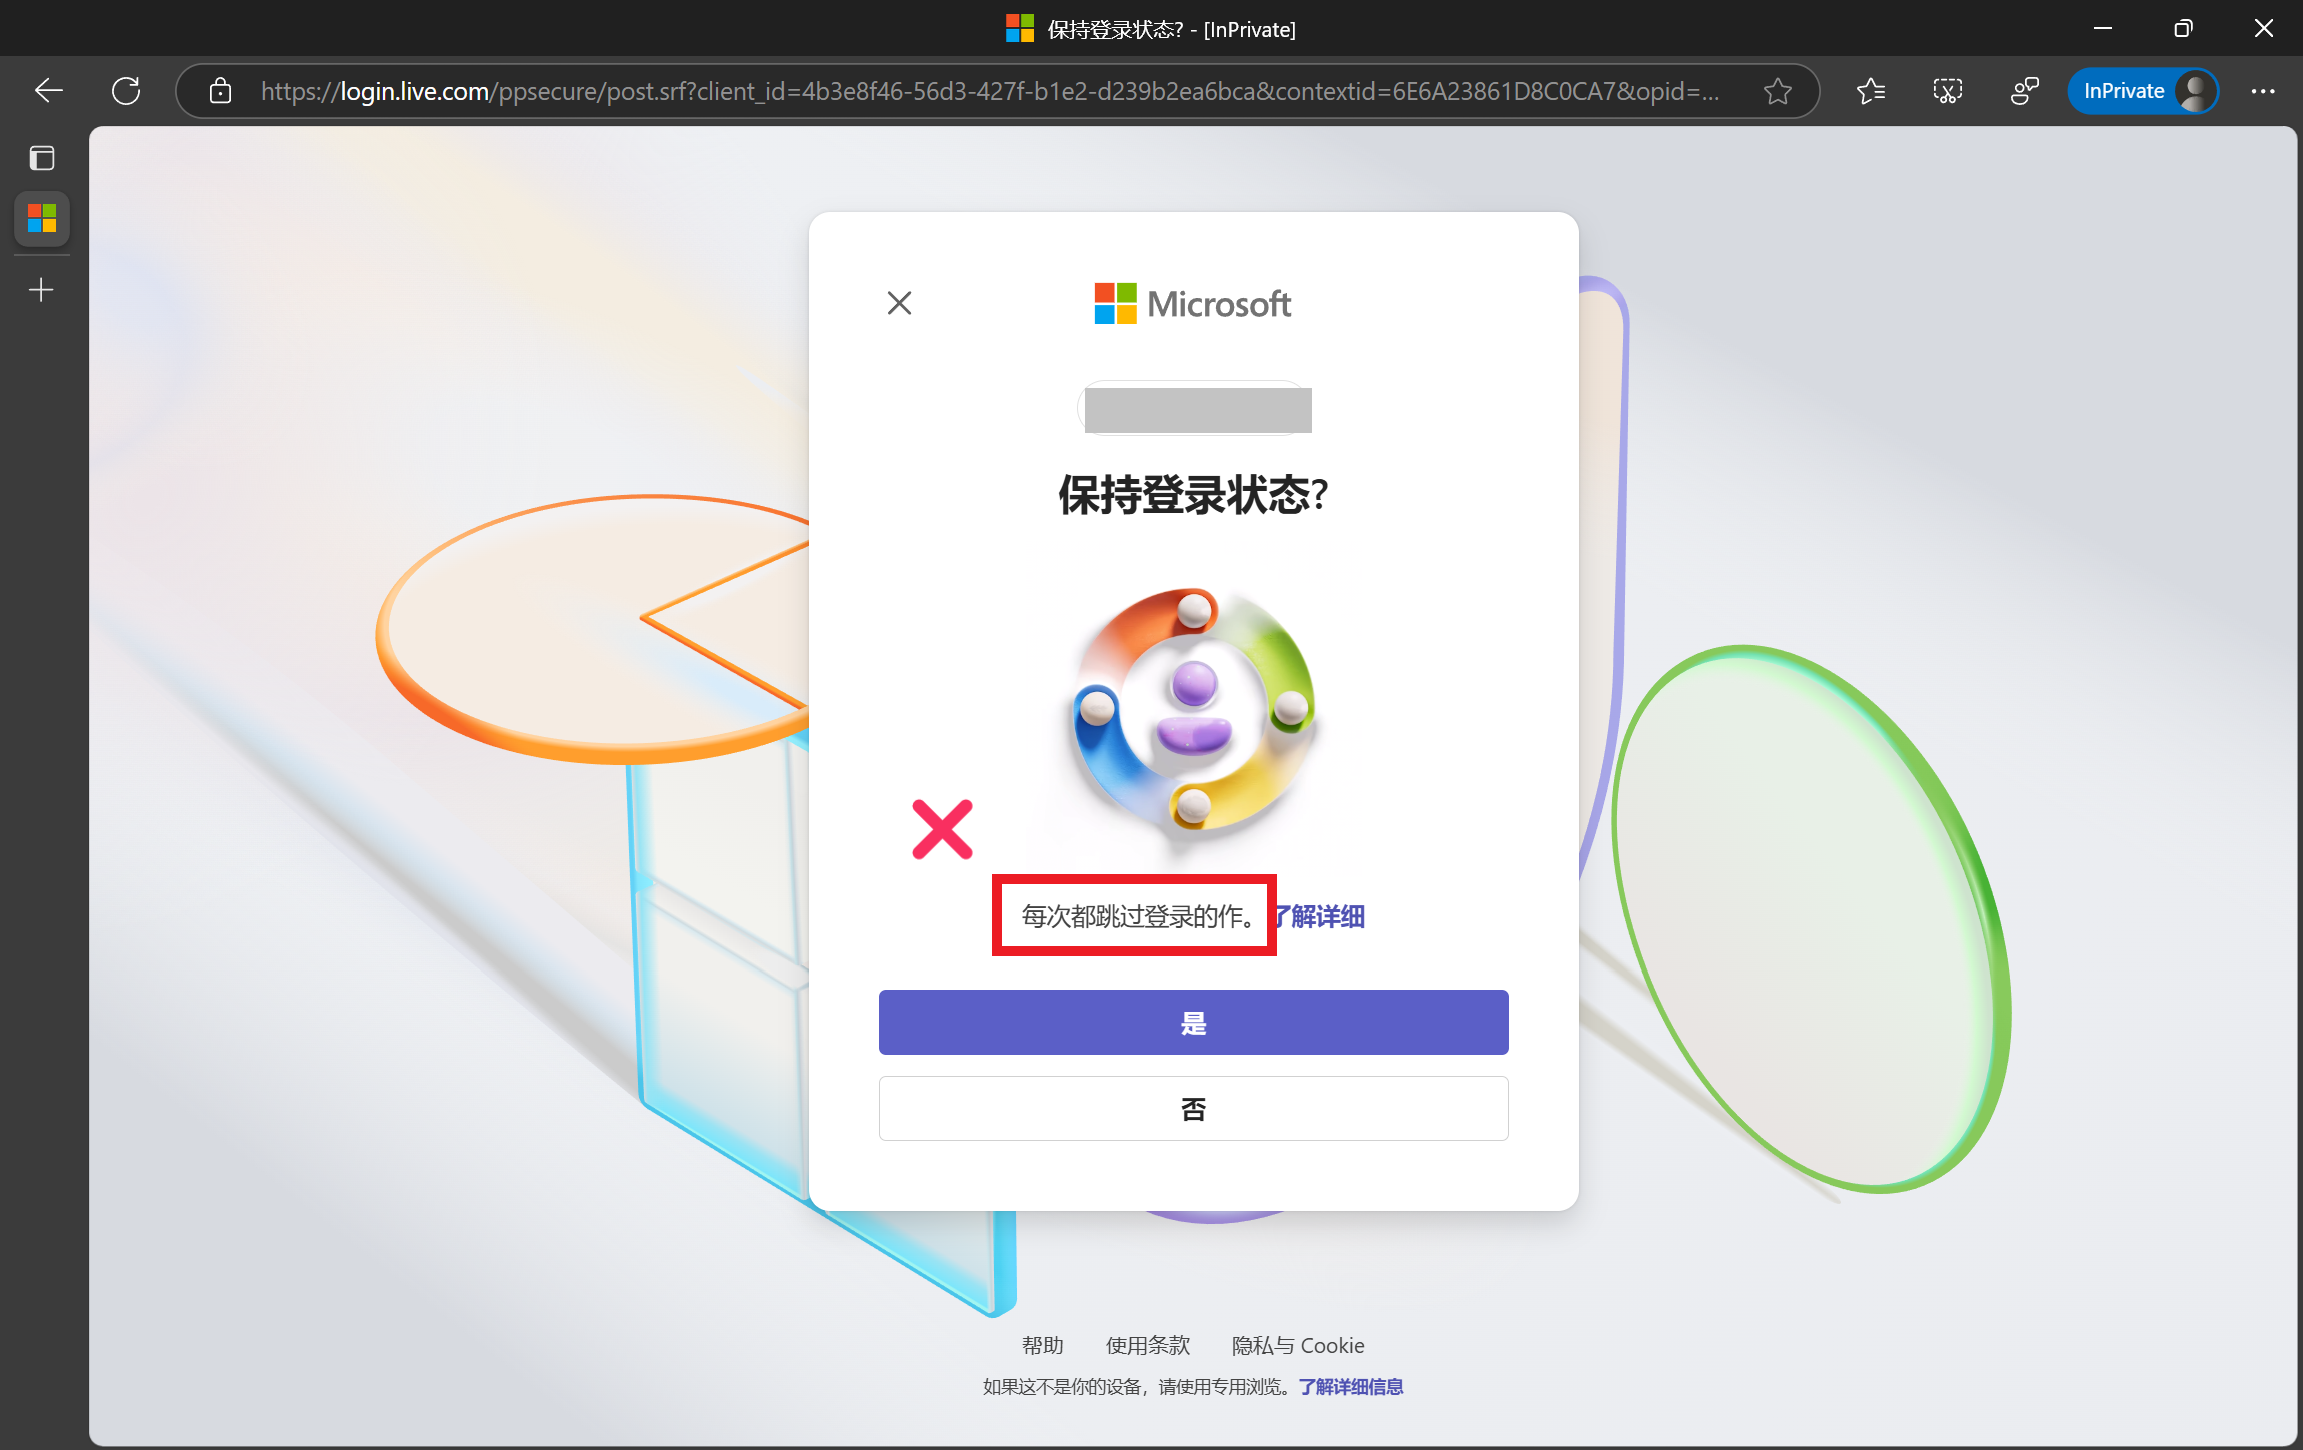 保持登录状态? - [InPrivate]
https://login.live.com/ppsecure/post.srf?client_id=4b3e8f46-56d3-427f-b1e2-d239b2ea6bca&contextid=6E6A23861D8C0CA7&opid=...
InPrivate
Microsoft
保持登录状态?
每次都跳过登录的作。了解详细
是
否
帮助 使用条款 隐私与 Cookie
如果这不是你的设备，请使用专用浏览。了解详细信息